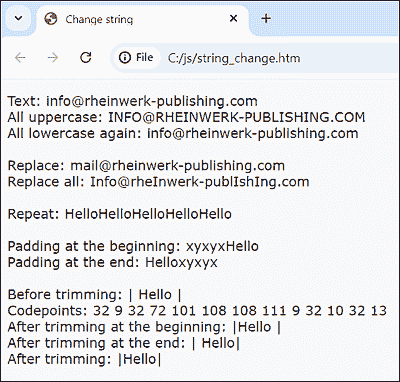 Change string
File
C:/js/string_change.htm
Text: info@rheinwerk-publishing.com
All uppercase: INFO@RHEINWERK-PUBLISHING.COM
All lowercase again: info@rheinwerk-publishing.com
Replace: mail@rheinwerk-publishing.com
Replace all: Info@rheInwerk-publIshIng.com
Repeat: HelloHelloHelloHelloHello
Padding at the beginning: xyxyxHello
Padding at the end: Helloxyxyx
Before trimming: | Hello |
Codepoints: 32 9 32 72 101 108 108 111 9 32 10 32 13
After trimming at the beginning: |Hello |
After trimming at the end: | Hello|
After trimming: |Hello|